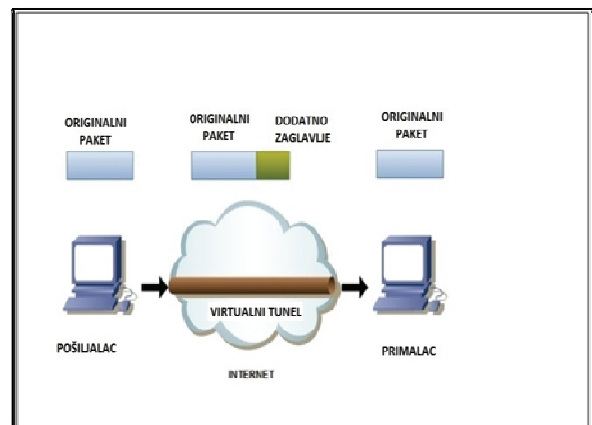 ORIGINALNI
PAKET
ORIGINALNI
PAKET
DODATNO
ZAGLAVLJE
ORIGINALNI
PAKET
VIRTUALNI TUNEL
POŠILJALAC
PRIMALAC
INTERNET